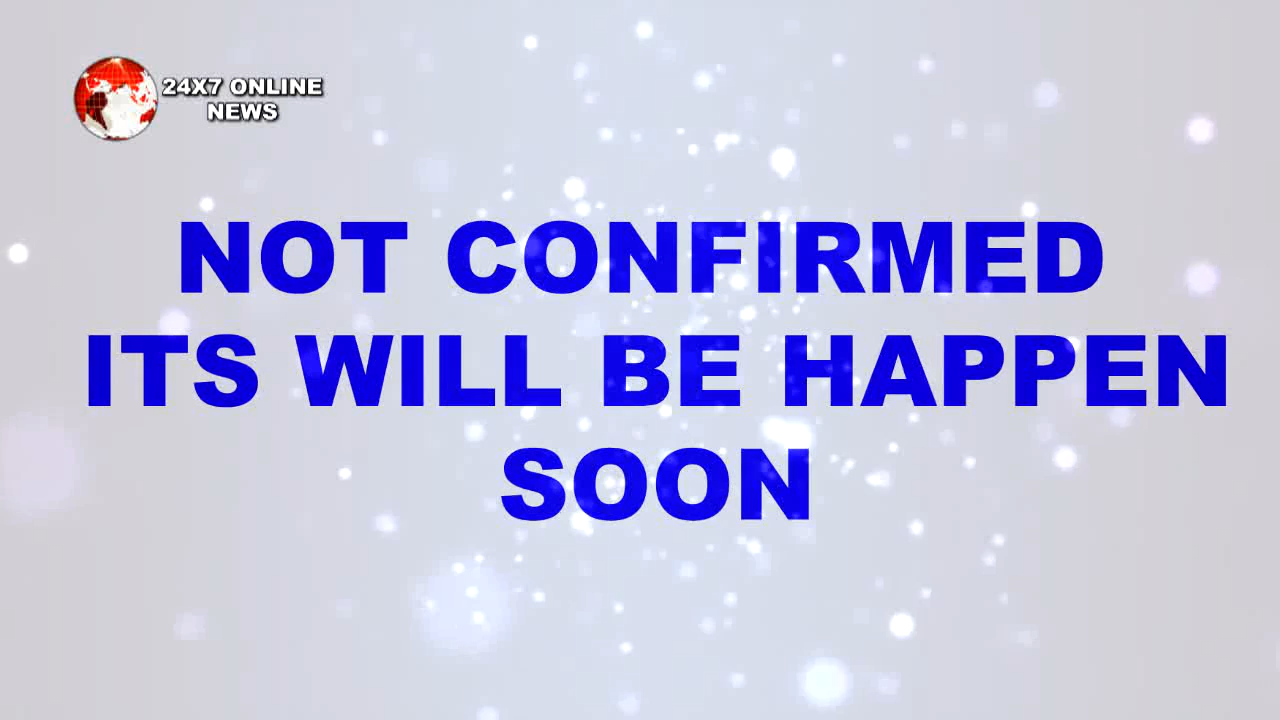 24X7 ONLINE
NEWS
NOT CONFIRMED
ITS WILL BE HAPPEN
SOON